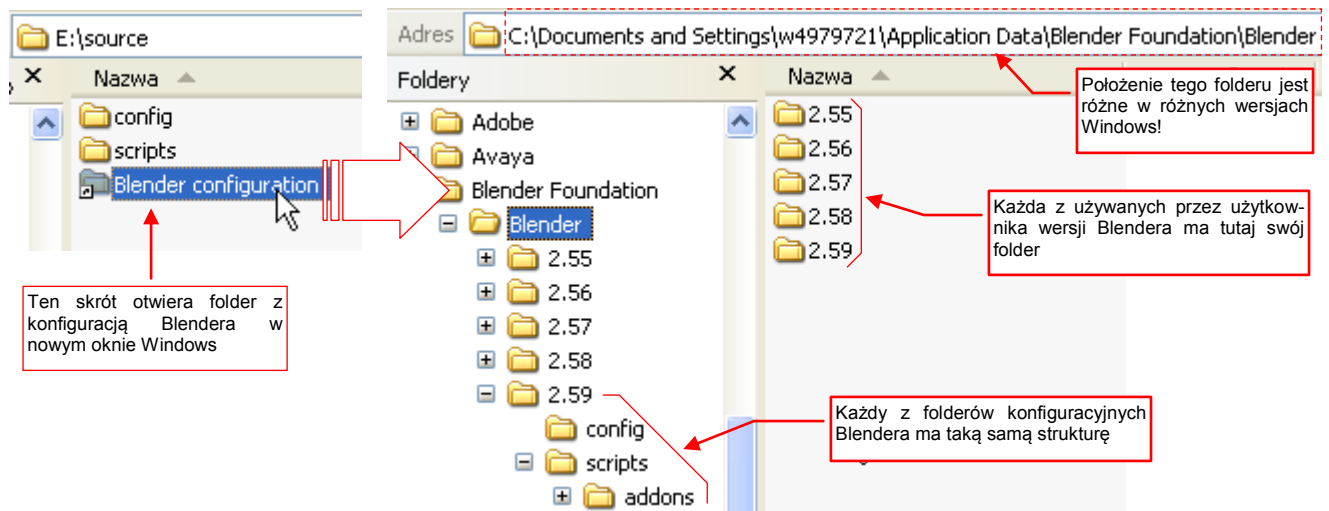 E:\source
Nazwa
config
scripts
Blender configuration
Ten skrót otwiera folder z
konfiguracją Blendera w
nowym oknie Windows
Adres
C:\Documents and Settings\w4979721\Application Data\Blender Foundation\Blender
Foldery
Adobe
Avaya
Blender Foundation
Blender
2.55
2.56
2.57
2.58
2.59
config
scripts
addons
Nazwa
2.55
2.56
2.57
2.58
2.59
Położenie tego folderu jest
różne w różnych wersjach
Windows!
Każda z używanych przez użytkow-
nika wersji Blendera ma tutaj swój
folder
Każdy z folderów konfiguracyjnych
Blendera ma taką samą strukturę